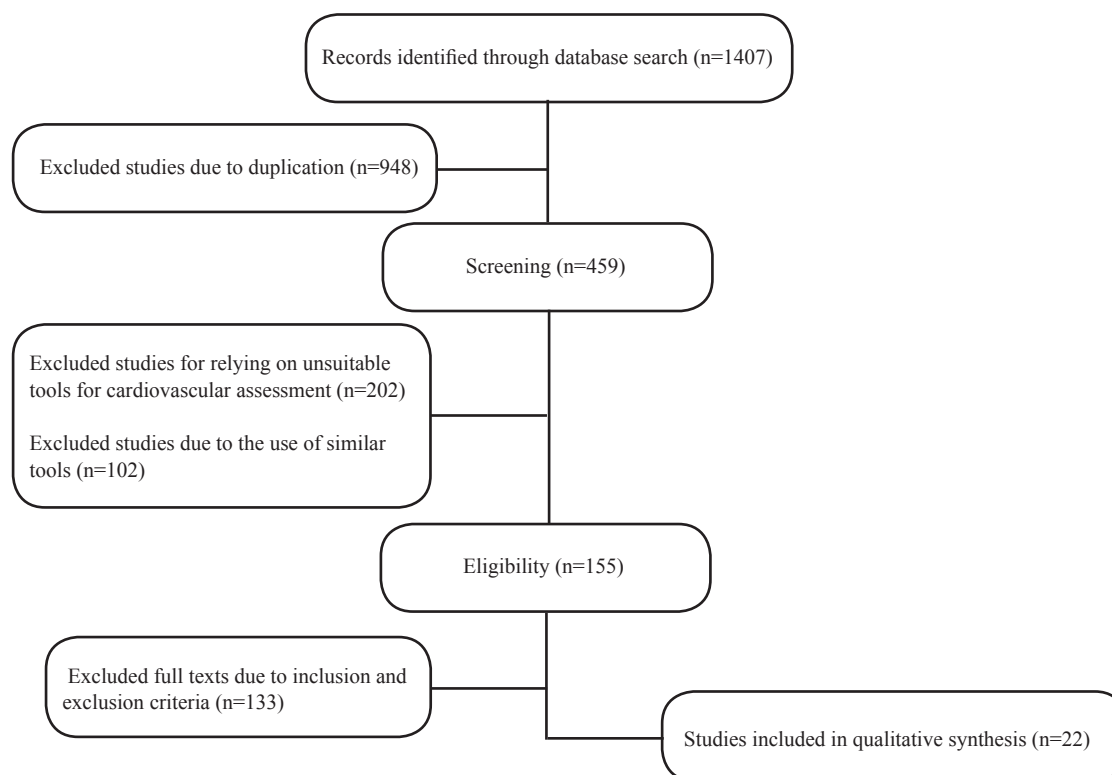 Records identified through database search (n=1407)
Excluded studies due to duplication (n=948)
Screening (n=459)
Excluded studies for relying on unsuitable
tools for cardiovascular assessment (n=202)
Excluded studies due to the use of similar
tools (n=102)
Eligibility (n=155)
Excluded full texts due to inclusion and
exclusion criteria (n=133)
Studies included in qualitative synthesis (n=22)